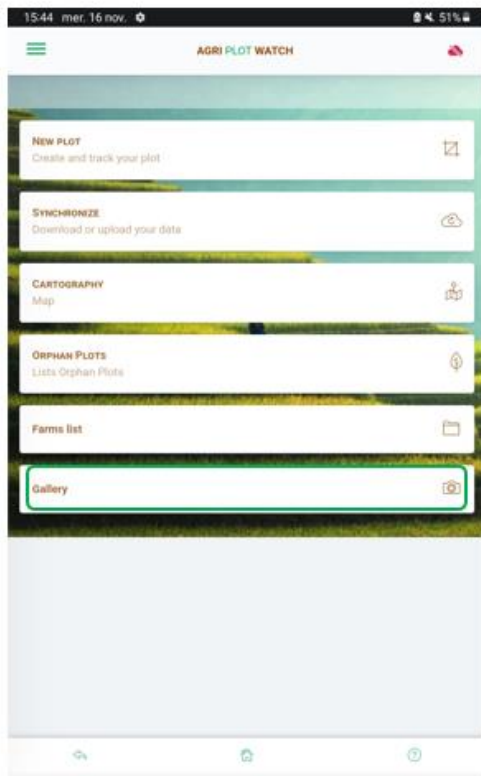 15:44 mer. 16 nov. 51%
AGRI PLOT WATCH
NEW PLOT
Create and track your plot
SYNCHRONIZE
Download or upload your data
CARTOGRAPHY
Map
ORPHAN PLOTS
Lists Orphan Plots
Farms list
Gallery